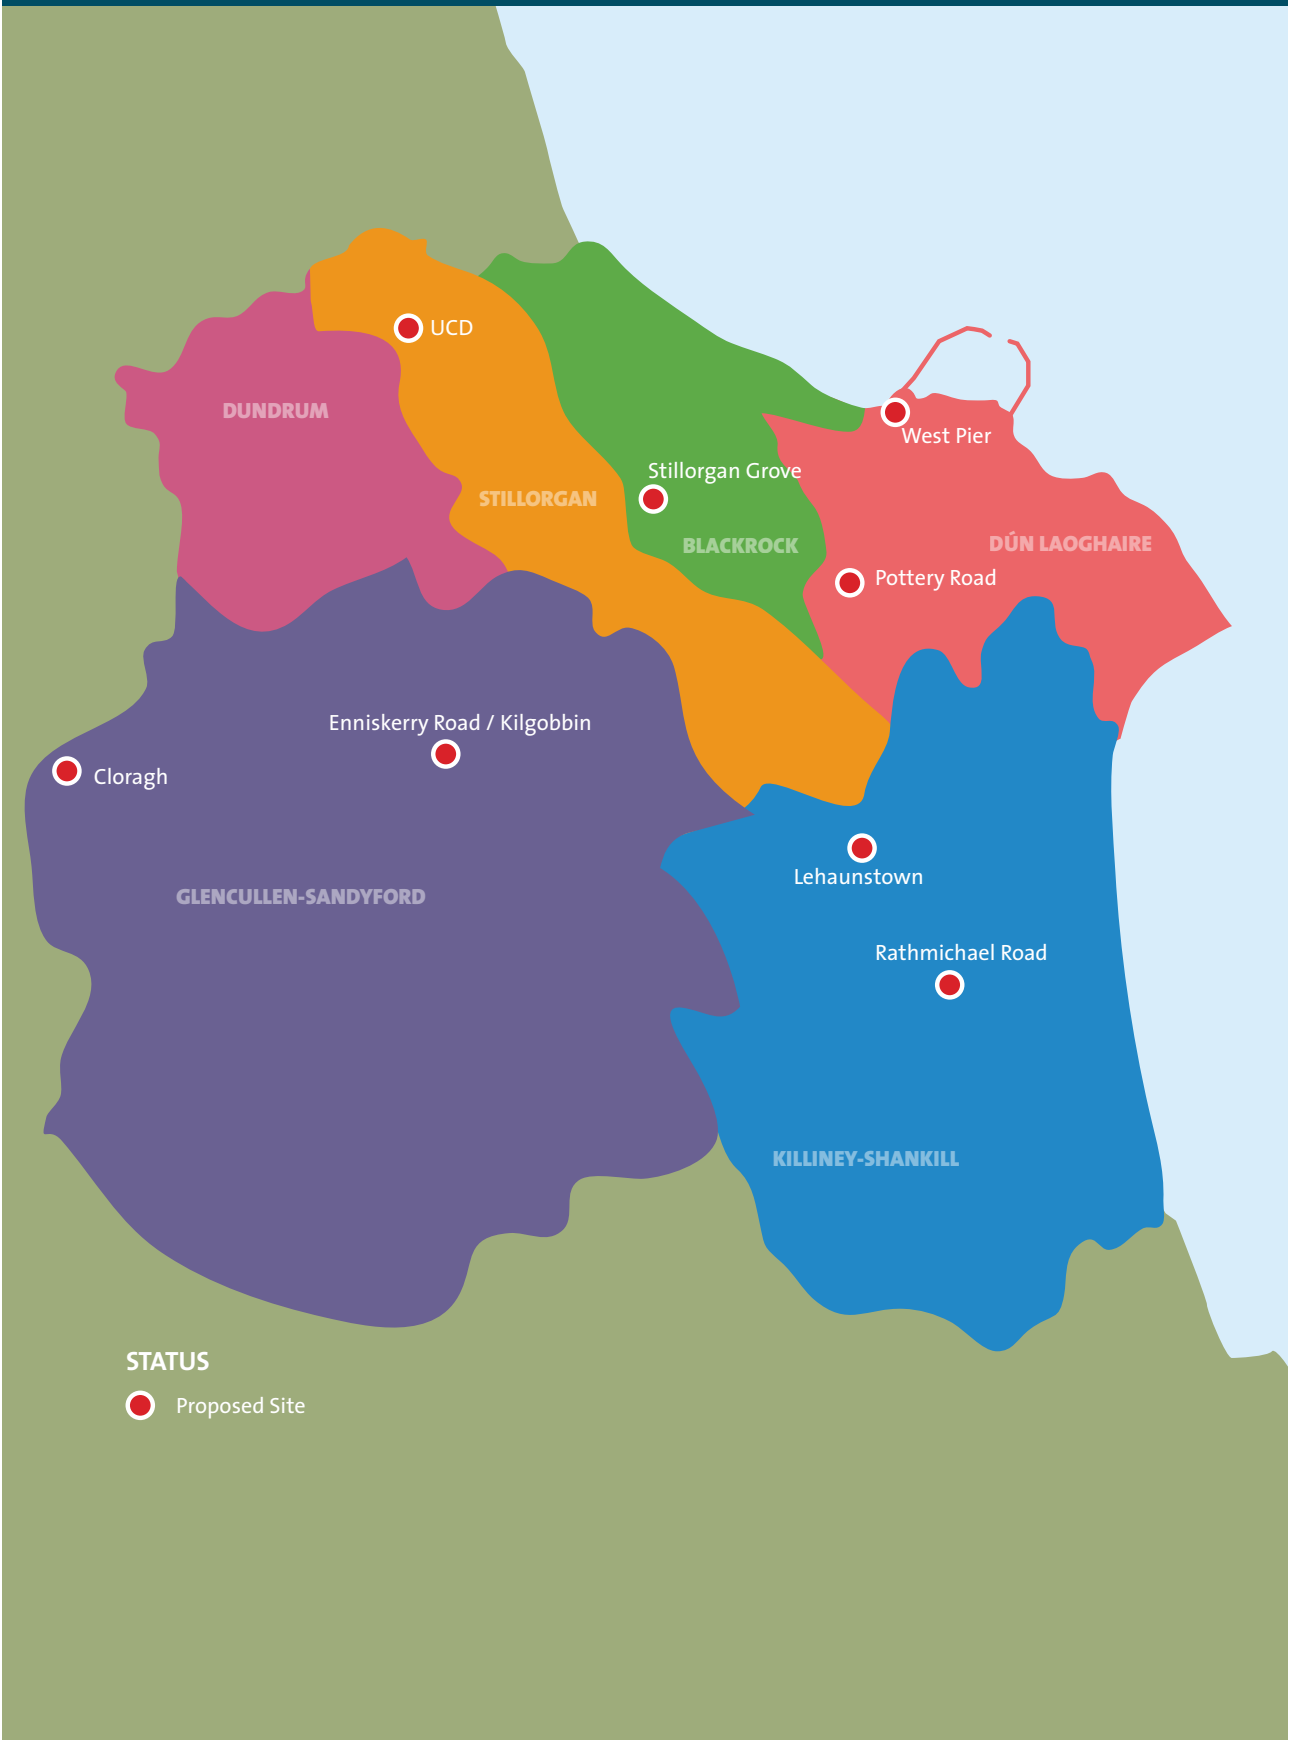 UCD
DUNDRUM
West Pier
Stillorgan Grove
STILLORGAN
BLACKROCK
DÚN LAOGHAIRE
Pottery Road
Enniskerry Road / Kilgobbin
Cloragh
Lehaunstown
GLENCULLEN-SANDYFORD
Rathmichael Road
KILLINEY-SHANKILL
STATUS
Proposed Site